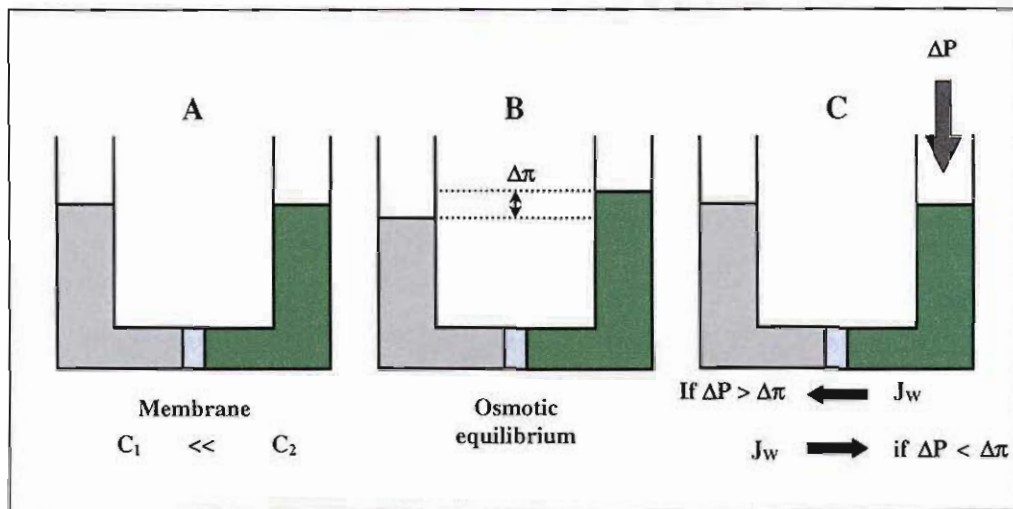 ΔP
A
B
C
Δπ
Membrane
C₁ << C₂
Osmotic
equilibrium
If ΔP > Δπ Jw
Jw if ΔP < Δπ